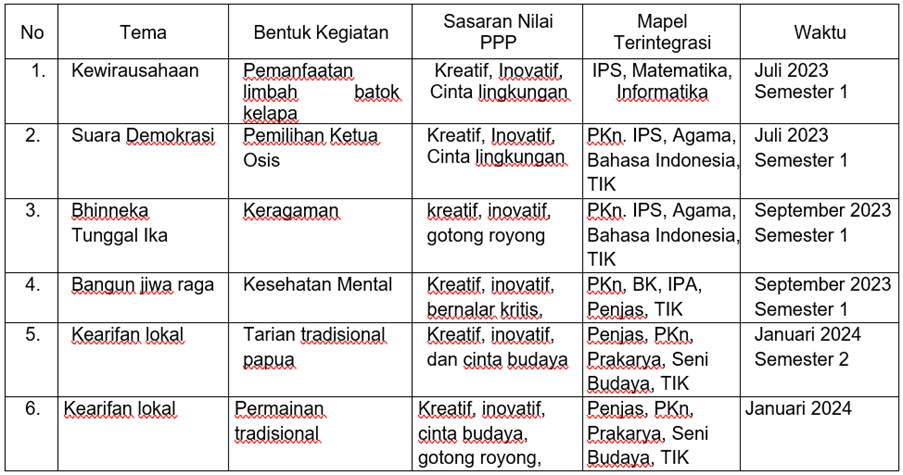 No
Tema
Bentuk Kegiatan
Sasaran Nilai
PPP
Mapel
Terintegrasi
Waktu
1.
Kewirausahaan
Pemanfaatan
limbah batok
kelapa
Kreatif, Inovatif,
Cinta lingkungan
IPS, Matematika,
Informatika
Juli 2023
Semester 1
2.
Suara Demokrasi
Pemilihan Ketua
Osis
Kreatif, Inovatif,
Cinta lingkungan
PKn. IPS, Agama,
Bahasa Indonesia,
TIK
Juli 2023
Semester 1
3.
Bhinneka
Tunggal Ika
Keragaman
kreatif, inovatif,
gotong royong
PKn. IPS, Agama,
Bahasa Indonesia,
TIK
September 2023
Semester 1
4.
Bangun jiwa raga
Kesehatan Mental
Kreatif, inovatif,
bernalar kritis,
PKn, BK, IPA,
Penjas, TIK
September 2023
Semester 1
5.
Kearifan lokal
Tarian tradisional
papua
Kreatif, inovatif,
dan cinta budaya
Penjas, PKn,
Prakarya, Seni
Budaya, TIK
Januari 2024
Semester 2
6.
Kearifan lokal
Permainan
tradisional
Kreatif, inovatif,
cinta budaya,
gotong royong,
Penjas, PKn,
Prakarya, Seni
Budaya, TIK
Januari 2024